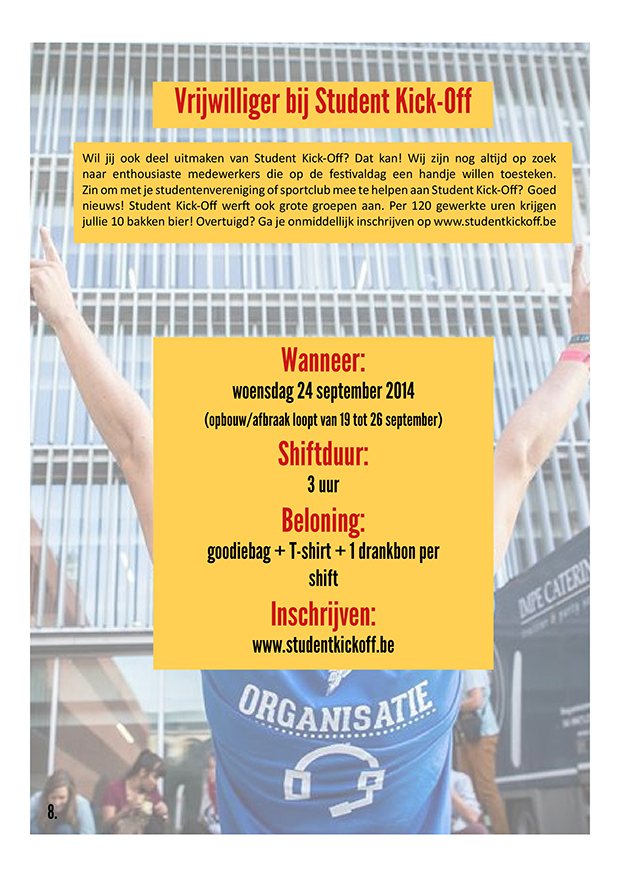 Vrijwilliger bij Student Kick-Off
Wil jij ook deel uitmaken van Student Kick-Off? Dat kan! Wij zijn nog altijd op zoek
naar enthousiaste medewerkers die op de festivaldag een handje willen toesteken.
Zin om met je studentenvereniging of sportclub mee te helpen aan Student Kick-Off? Goed
nieuws! Student Kick-Off werft ook grote groepen aan. Per 120 gewerkte uren krijgen
jullie 10 bakken bier! Overtuigd? Ga je onmiddellijk inschrijven op www.studentkickoff.be
Wanneer:
woensdag 24 september 2014
(opbouw/afbraak loopt van 19 tot 26 september)
Shiftduur:
3 uur
Beloning:
goodiebag + T-shirt + 1 drankbon per
shift
Inschrijven:
www.studentkickoff.be
IMPE CATERIN
ORGANISATIE
8.